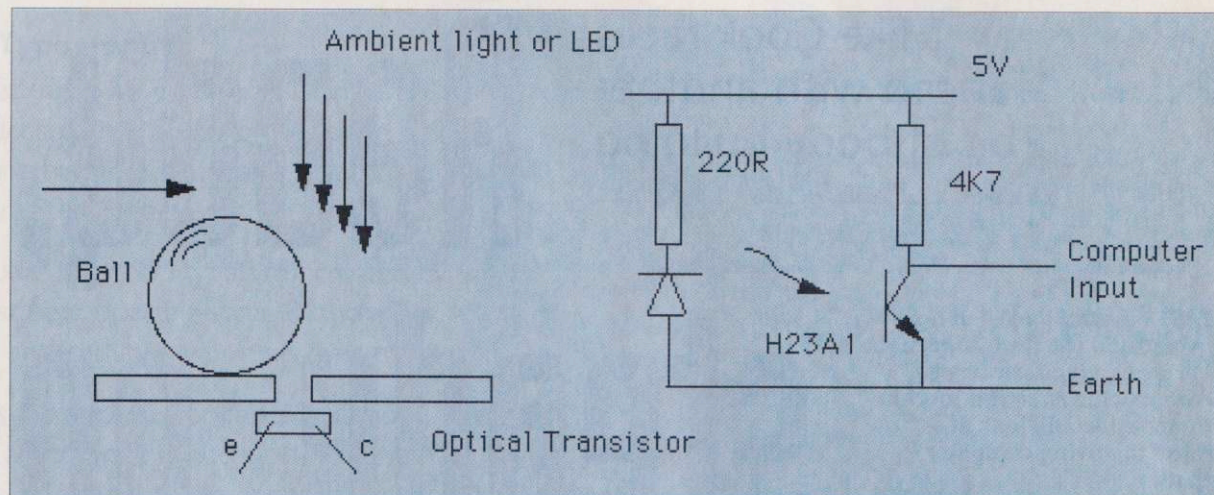 Ambient light or LED
Ball
e
c
Optical Transistor
5V
220R
4K7
H23A1
Computer
Input
Earth